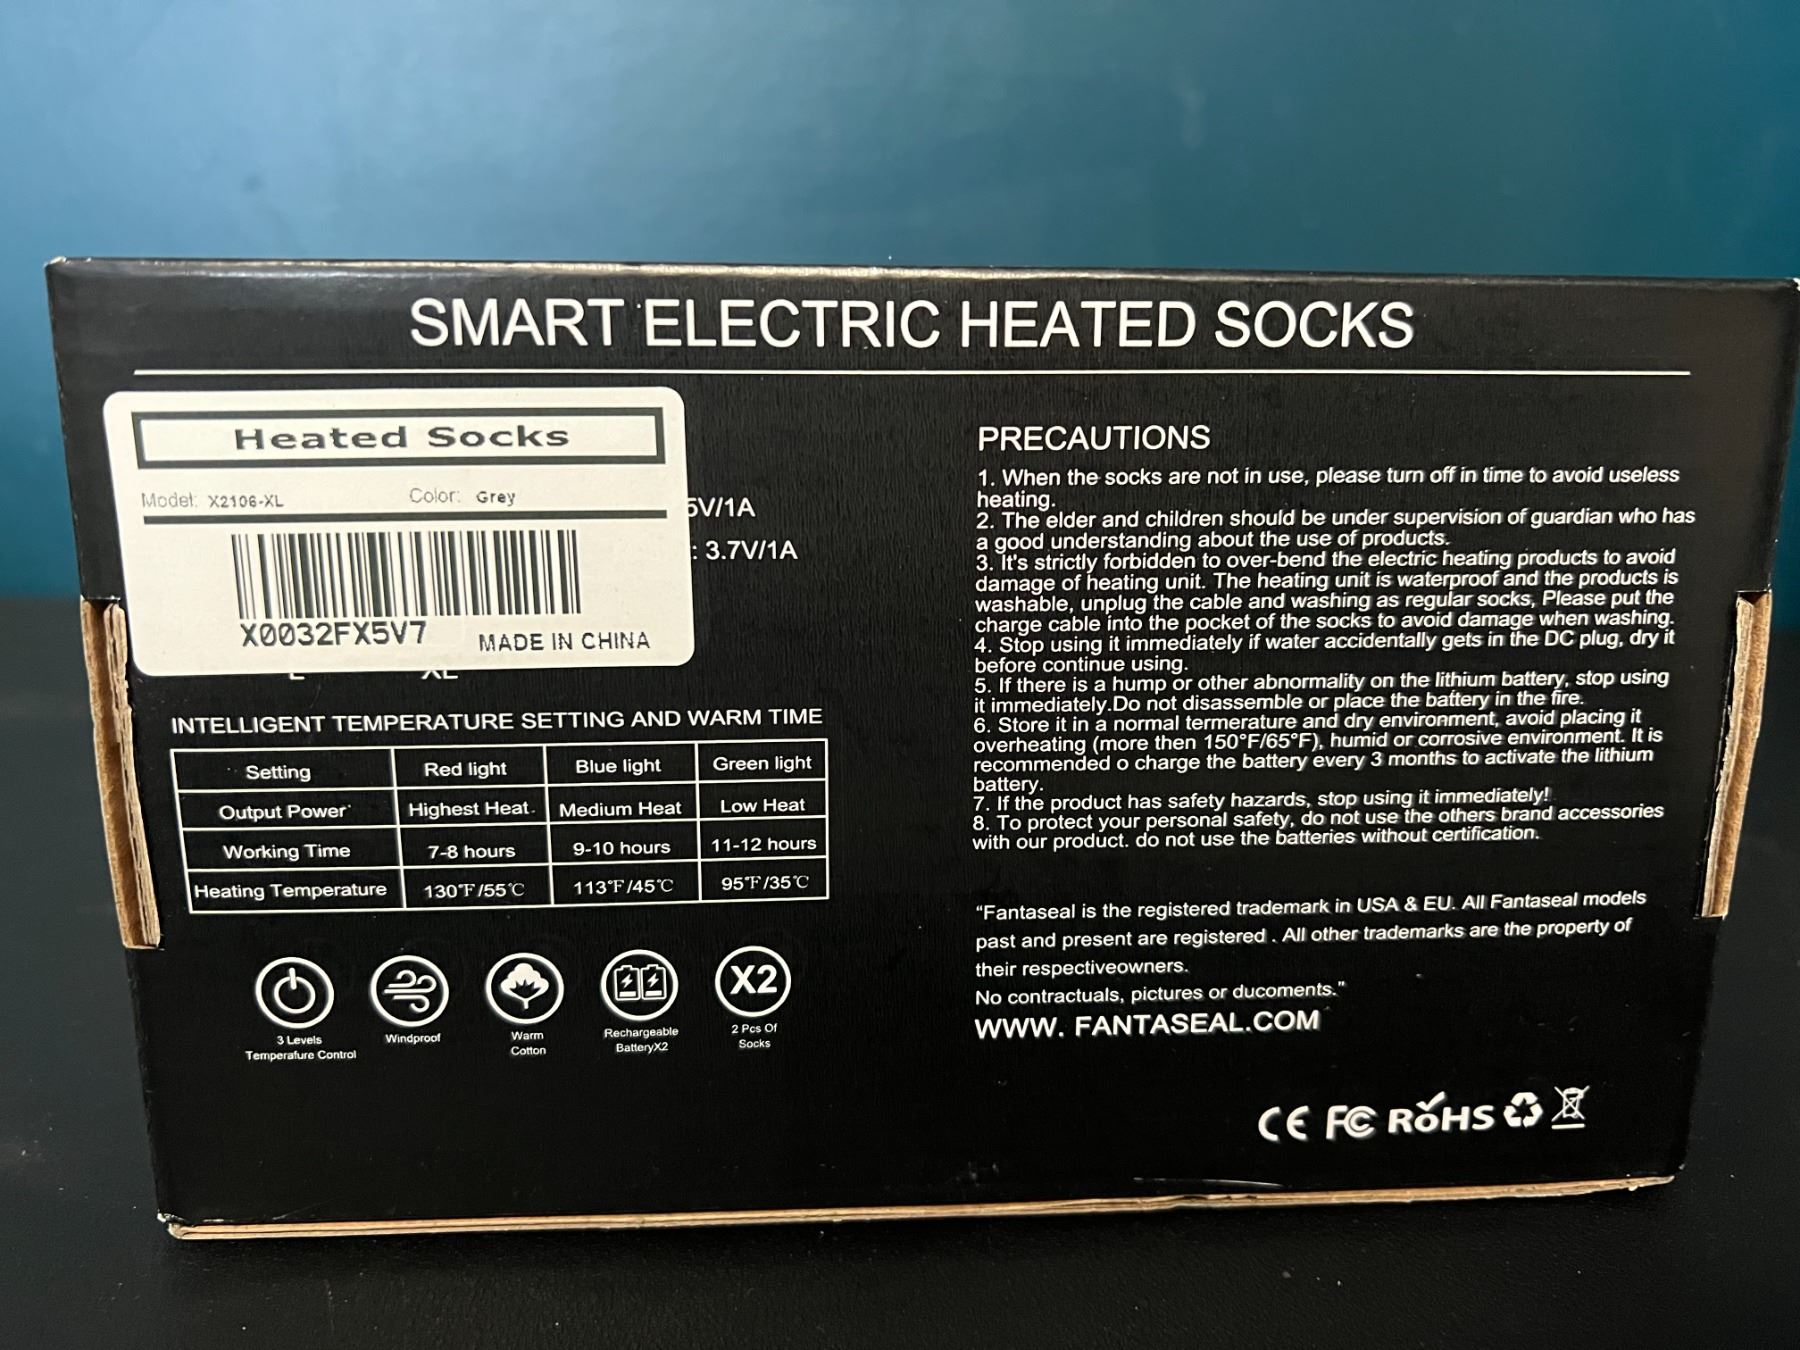 SMART ELECTRIC HEATED SOCKS
Heated Socks
Model: X2106-XL Color: Grey
X0032FX5V7 MADE IN CHINA
5V/1A
: 3.7V/1A
L XL
INTELLIGENT TEMPERATURE SETTING AND WARM TIME
Setting Red light Blue light Green light
Output Power Highest Heat Medium Heat Low Heat
Working Time 7-8 hours 9-10 hours 11-12 hours
Heating Temperature 130℉/55℃ 113℉/45℃ 95℉/35℃
3 Levels
Temperature Control
Windproof
Warm
Cotton
Rechargeable
BatteryX2
X2
2 Pcs Of
Socks
PRECAUTIONS
1. When the socks are not in use, please turn off in time to avoid useless
heating.
2. The elder and children should be under supervision of guardian who has
a good understanding about the use of products.
3. It's strictly forbidden to over-bend the electric heating products to avoid
damage of heating unit. The heating unit is waterproof and the products is
washable, unplug the cable and washing as regular socks, Please put the
charge cable into the pocket of the socks to avoid damage when washing.
4. Stop using it immediately if water accidentally gets in the DC plug, dry it
before continue using.
5. If there is a hump or other abnormality on the lithium battery, stop using
it immediately.Do not disassemble or place the battery in the fire.
6. Store it in a normal termerature and dry environment, avoid placing it
overheating (more then 150°F/65°F), humid or corrosive environment. It is
recommended o charge the battery every 3 months to activate the lithium
battery.
7. If the product has safety hazards, stop using it immediately!
8. To protect your personal safety, do not use the others brand accessories
with our product. do not use the batteries without certification.
"Fantaseal is the registered trademark in USA & EU. All Fantaseal models
past and present are registered . All other trademarks are the property of
their respectiveowners.
No contractuals, pictures or ducoments."
WWW. FANTASEAL.COM
CE FC RoHS